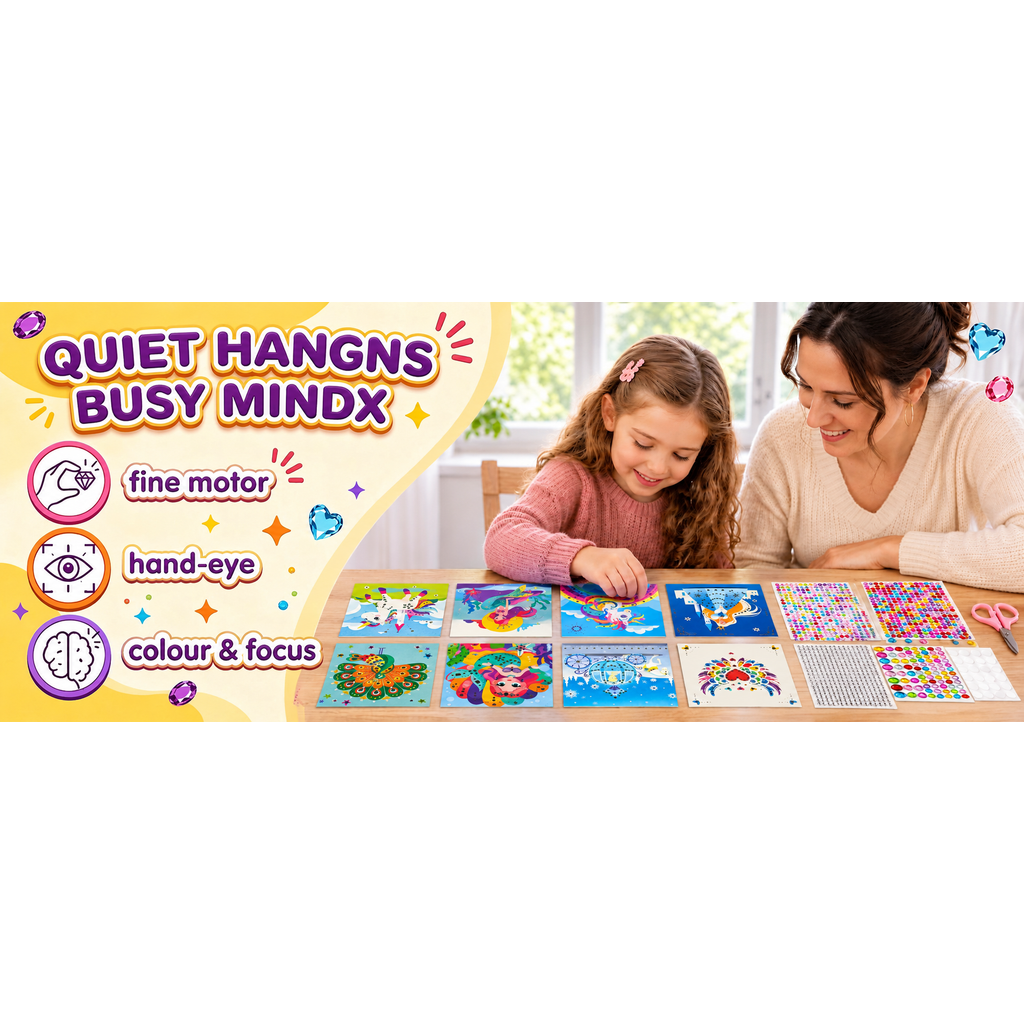 QUIET HANGNS
BUSY MINDX
fine motor
hand-eye
colour & focus